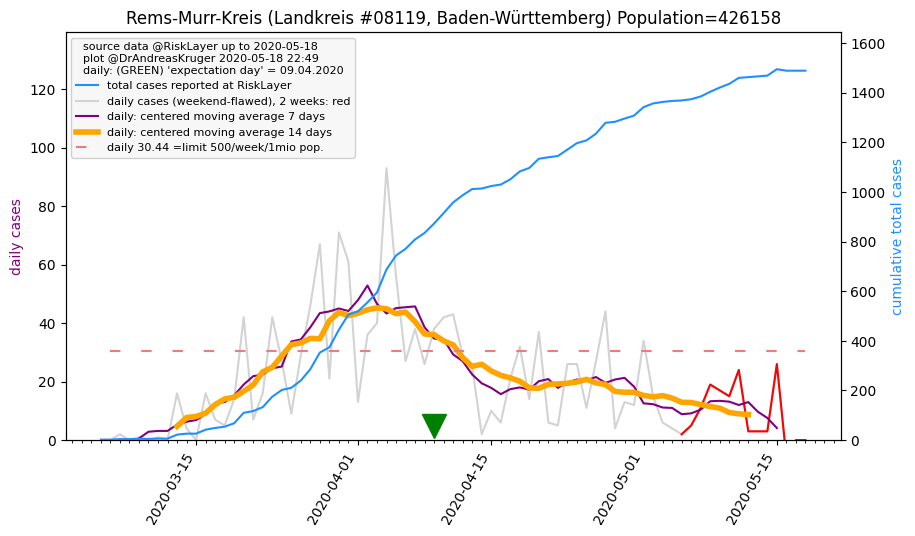 Rems-Murr-Kreis (Landkreis #08119, Baden-Württemberg) Population=426158
source data @RiskLayer up to 2020-05-18
plot @DrAndreasKruger 2020-05-18 22:49
daily: (GREEN) 'expectation day' = 09.04.2020
total cases reported at RiskLayer
daily cases (weekend-flawed), 2 weeks: red
daily: centered moving average 7 days
daily: centered moving average 14 days
daily 30.44 =limit 500/week/1mio pop.
daily cases
120
100
80
60
40
20
0
1600
1400
1200
1000
800
600
400
200
0
cumulative total cases
2020-03-15
2020-04-01
2020-04-15
2020-05-01
2020-05-15